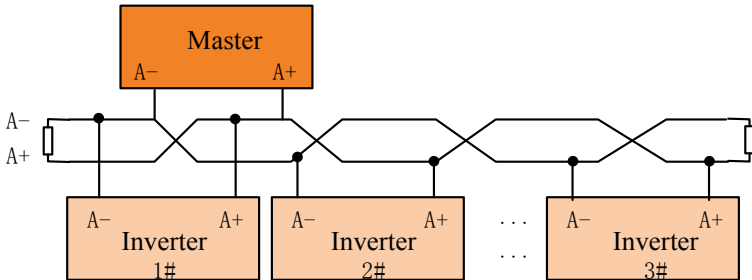 Master
A- A+
A-
A+
A- A+ A- A+ ... A- A+
Inverter Inverter ... Inverter
1# 2# 3#